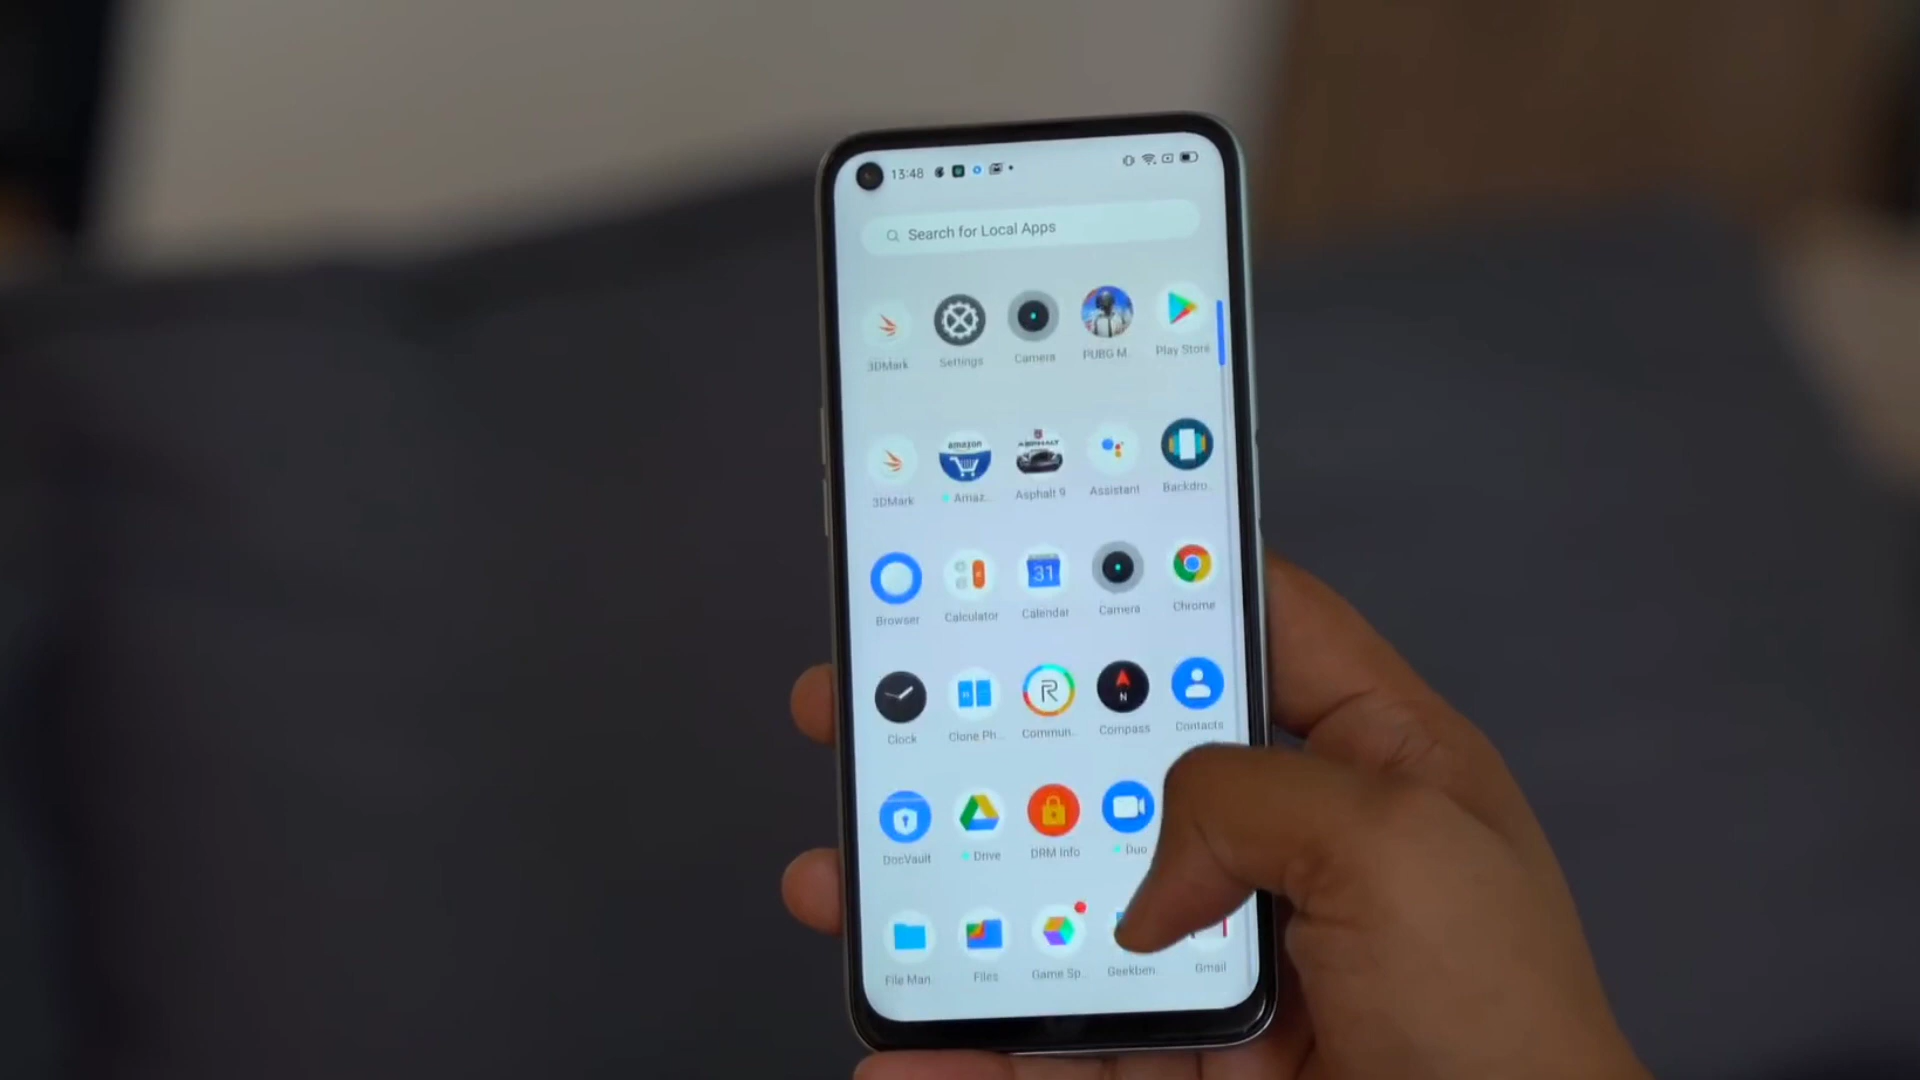 13:48
Search for Local Apps
3DMark Settings Camera PUBG M.. Play Store
amazon ASPHALT
3DMark Amaz.. Asphalt 9 Assistant Backdro..
31
Browser Calculator Calendar Camera Chrome
R N
Clock Clone Ph.. Commun.. Compass Contacts
DocVault Drive DRM Info Duo
File Man.. Files Game Sp.. Geekben.. Gmail